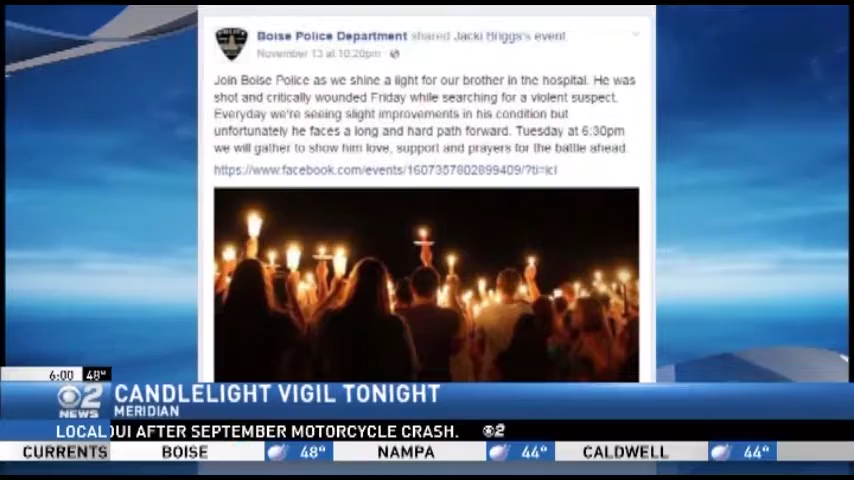 Boise Police Department shared Jacki Briggs's event
November 13 at 10:20pm
Join Boise Police as we shine a light for our brother in the hospital. He was
shot and critically wounded Friday while searching for a violent suspect.
Everyday we're seeing slight improvements in his condition but
unfortunately he faces a long and hard path forward. Tuesday at 6:30pm
we will gather to show him love, support and prayers for the battle ahead.
https://www.facebook.com/events/1607357802899409/?ti=icl
6:00 48°
2 NEWS
CANDLELIGHT VIGIL TONIGHT
MERIDIAN
LOCAL OUI AFTER SEPTEMBER MOTORCYCLE CRASH. 2
CURRENTS BOISE 48° NAMPA 44° CALDWELL 44°